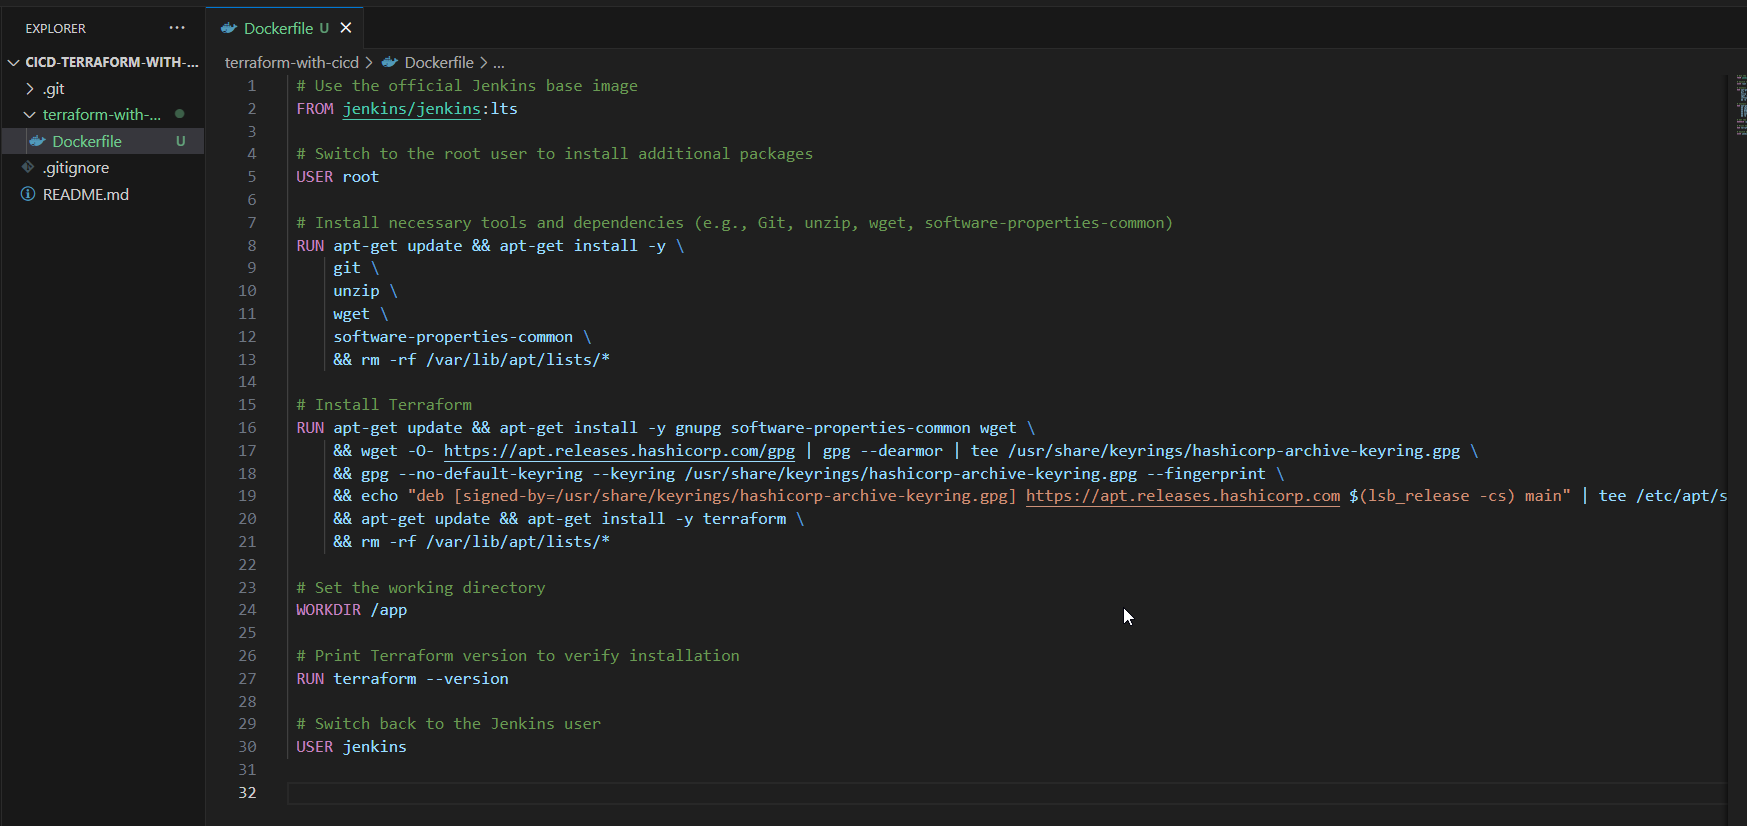 EXPLORER ...
CICD-TERRAFORM-WITH-...
.git
terraform-with-...
Dockerfile U
.gitignore
README.md
Dockerfile U
terraform-with-cicd > Dockerfile > ...
1 # Use the official Jenkins base image
2 FROM jenkins/jenkins:lts
3
4 # Switch to the root user to install additional packages
5 USER root
6
7 # Install necessary tools and dependencies (e.g., Git, unzip, wget, software-properties-common)
8 RUN apt-get update && apt-get install -y \
9 git \
10 unzip \
11 wget \
12 software-properties-common \
13 && rm -rf /var/lib/apt/lists/*
14
15 # Install Terraform
16 RUN apt-get update && apt-get install -y gnupg software-properties-common wget \
17 && wget -O- https://apt.releases.hashicorp.com/gpg | gpg --dearmor | tee /usr/share/keyrings/hashicorp-archive-keyring.gpg \
18 && gpg --no-default-keyring --keyring /usr/share/keyrings/hashicorp-archive-keyring.gpg --fingerprint \
19 && echo "deb [signed-by=/usr/share/keyrings/hashicorp-archive-keyring.gpg] https://apt.releases.hashicorp.com $(lsb_release -cs) main" | tee /etc/apt/s
20 && apt-get update && apt-get install -y terraform \
21 && rm -rf /var/lib/apt/lists/*
22
23 # Set the working directory
24 WORKDIR /app
25
26 # Print Terraform version to verify installation
27 RUN terraform --version
28
29 # Switch back to the Jenkins user
30 USER jenkins
31
32